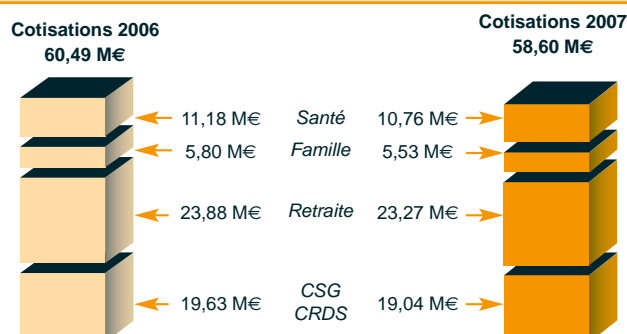 Cotisations 2006
60,49 M€
Cotisations 2007
58,60 M€
11,18 M€ Santé 10,76 M€
5,80 M€ Famille 5,53 M€
23,88 M€ Retraite 23,27 M€
19,63 M€ CSG CRDS 19,04 M€